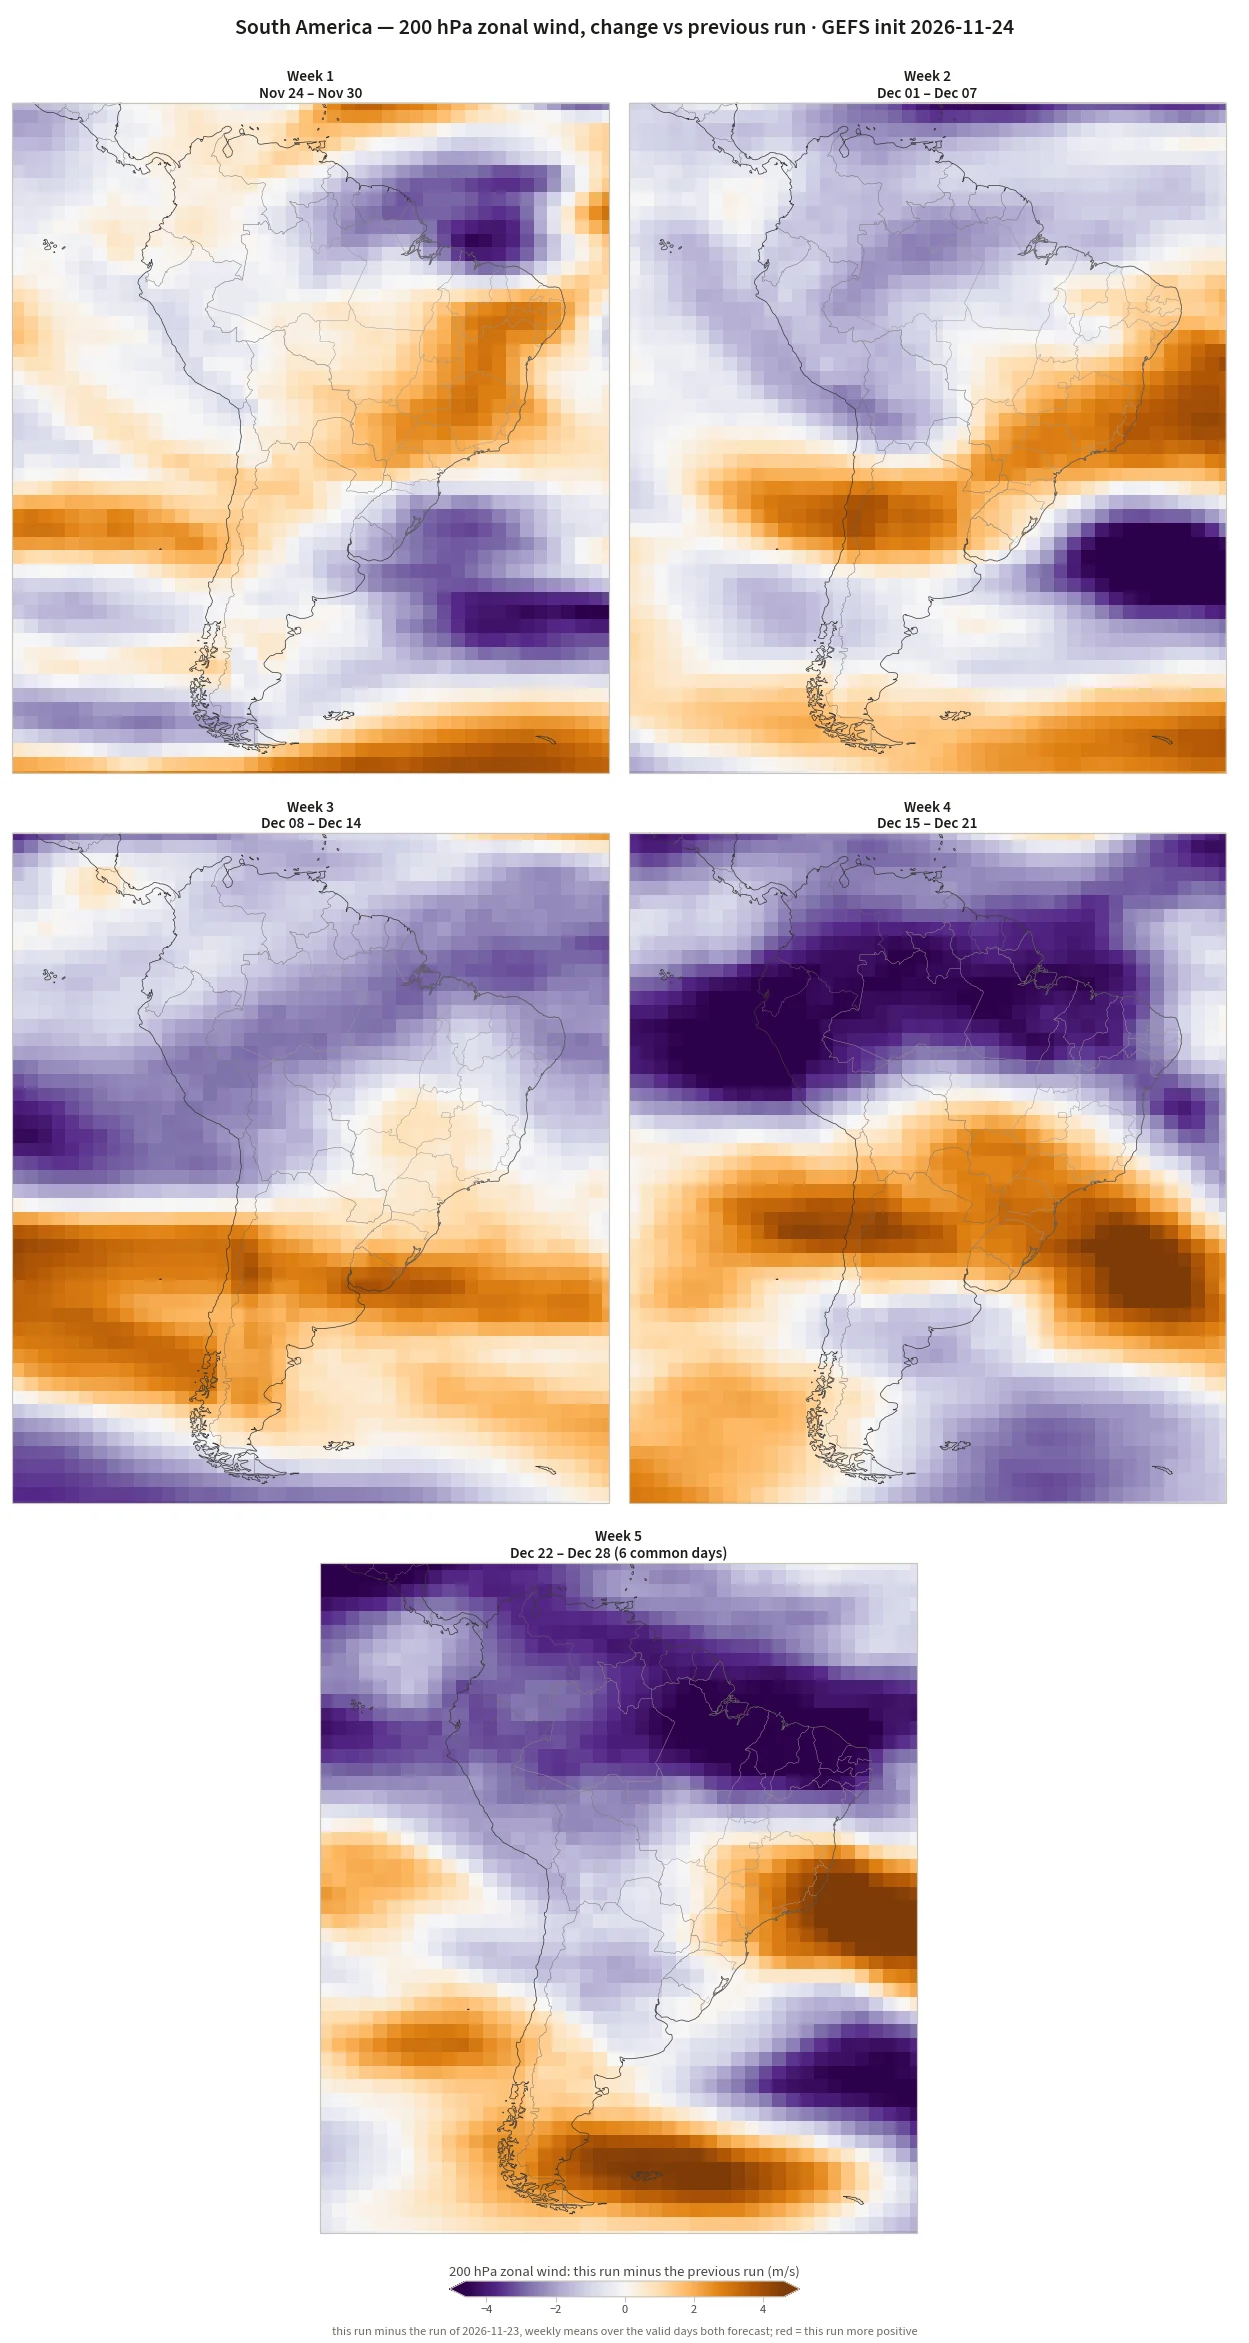 South America — 200 hPa zonal wind, change vs previous run · GEFS init 2026-11-24
Week 1
Nov 24 – Nov 30
Week 2
Dec 01 – Dec 07
Week 3
Dec 08 – Dec 14
Week 4
Dec 15 – Dec 21
Week 5
Dec 22 – Dec 28 (6 common days)
200 hPa zonal wind: this run minus the previous run (m/s)
−4 −2 0 2 4
this run minus the run of 2026-11-23, weekly means over the valid days both forecast; red = this run more positive